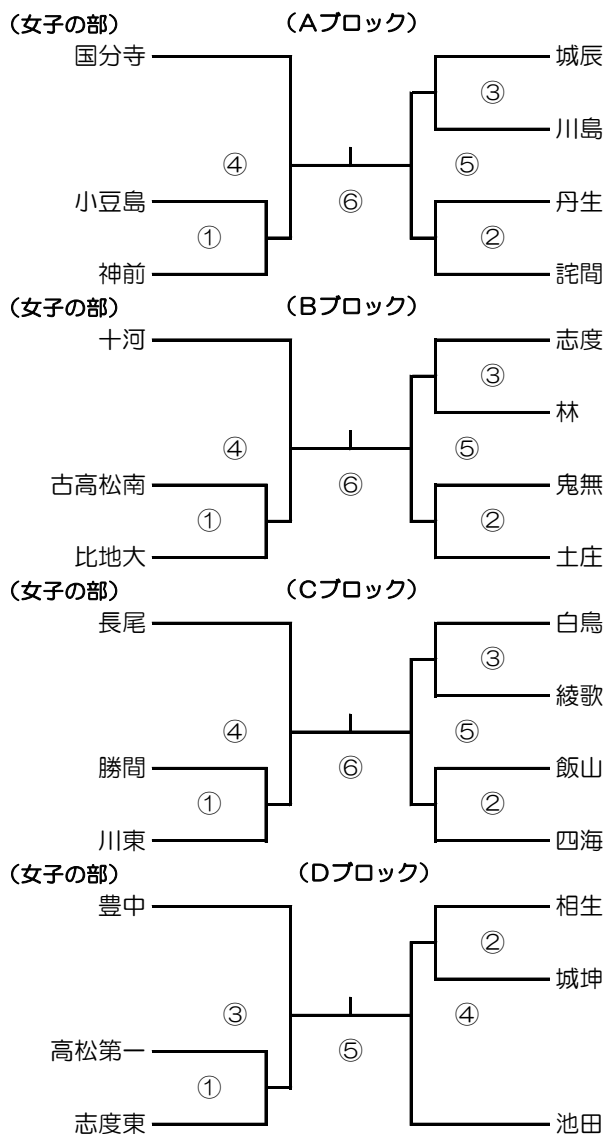 (女子の部) (Aブロック)
国分寺 城辰
③
川島
④ ⑤
小豆島 ⑥ 丹生
① ②
神前 詫間
(女子の部) (Bブロック)
十河 志度
③
林
④ ⑤
古高松南 ⑥ 鬼無
① ②
比地大 土庄
(女子の部) (Cブロック)
長尾 白鳥
③
綾歌
④ ⑤
勝間 ⑥ 飯山
① ②
川東 四海
(女子の部) (Dブロック)
豊中 相生
②
城坤
③ ④
高松第一 ⑤
①
志度東 池田